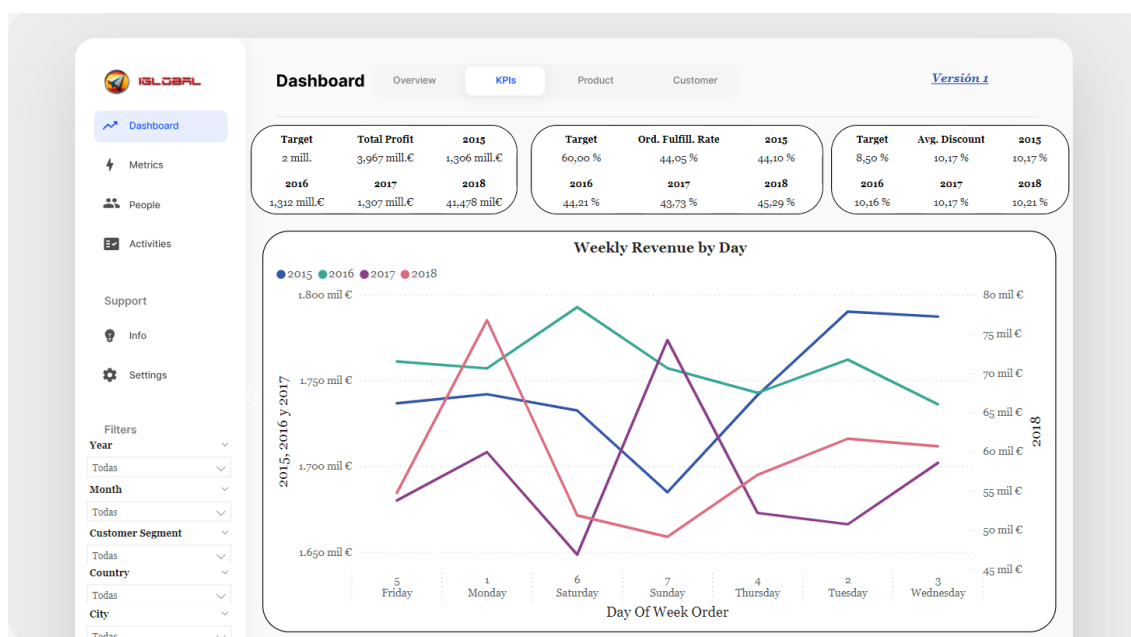 IGLOBAL
Dashboard
Overview
KPIs
Product
Customer
Versión 1
Dashboard
Metrics
People
Activities
Support
Info
Settings
Filters
Year
Todas
Month
Todas
Customer Segment
Todas
Country
Todas
City
Todas
Target Total Profit 2015
2 mill. 3,967 mill.€ 1,306 mill.€
2016 2017 2018
1,312 mill.€ 1,307 mill.€ 41,478 mil€
Target Ord. Fulfill. Rate 2015
60,00 % 44,05 % 44,10 %
2016 2017 2018
44,21 % 43,73 % 45,29 %
Target Avg. Discount 2015
8,50 % 10,17 % 10,17 %
2016 2017 2018
10,16 % 10,17 % 10,21 %
Weekly Revenue by Day
2015 2016 2017 2018
1.800 mil €
1.750 mil €
1.700 mil €
1.650 mil €
2015, 2016 y 2017
80 mil €
75 mil €
70 mil €
65 mil €
60 mil €
55 mil €
50 mil €
45 mil €
2018
5 1 6 7 4 2 3
Friday Monday Saturday Sunday Thursday Tuesday Wednesday
Day Of Week Order